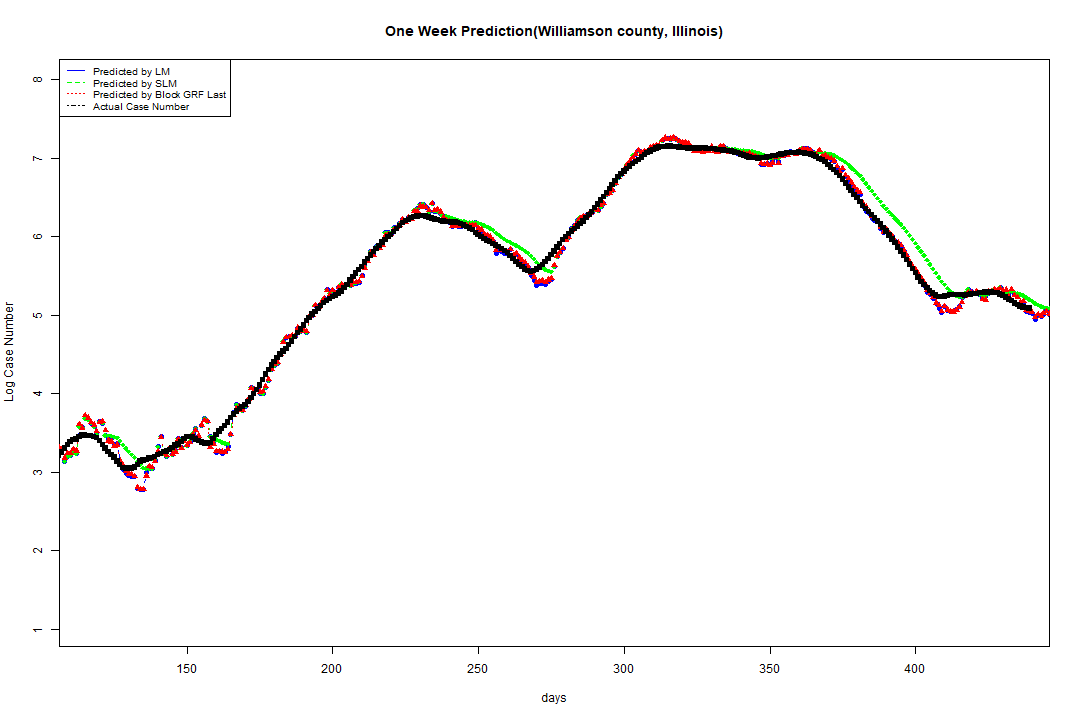 One Week Prediction(Williamson county, Illinois)
Predicted by LM
Predicted by SLM
Predicted by Block GRF Last
Actual Case Number
8
7
6
5
4
3
2
1
Log Case Number
150 200 250 300 350 400
days